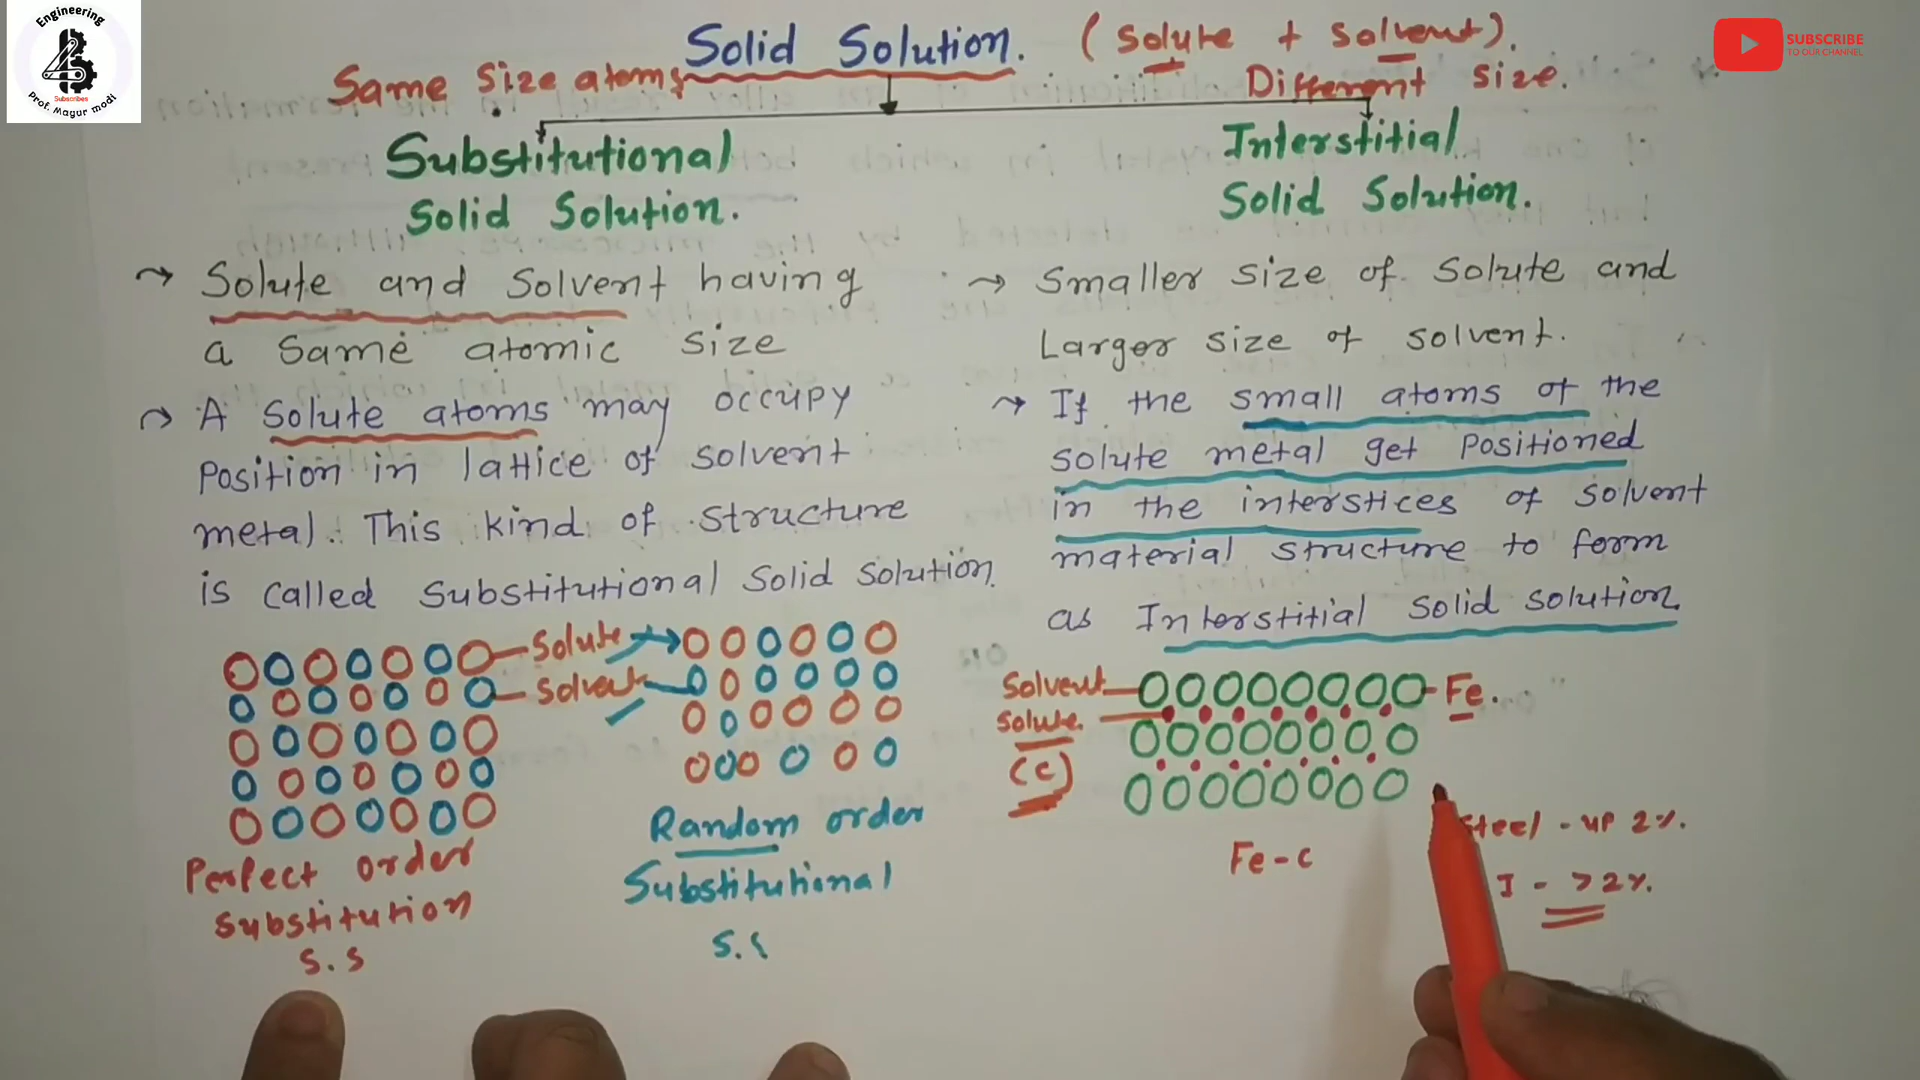 Engineering
Subscribes
Prof. Mayur modi
SUBSCRIBE
TO OUR CHANNEL
Solid Solution. (Solute + Solvent).
Same Size atoms
Different size.
Substitutional
Solid Solution.
Interstitial
Solid Solution.
Solute and Solvent having
a same atomic size
A Solute atoms may occupy
Position in lattice of solvent
metal. This kind of structure
is called Substitutional Solid Solution
Smaller size of solute and
Larger size of solvent.
If the small atoms of the
solute metal get positioned
in the interstices of solvent
material structure to form
as Interstitial Solid solution.
Solute
Solvent
Perfect order
Substitution
S.S
Random order
Substitutional
S.S
Solvent
Solute
(C)
Fe.
Fe-C
Steel - up 2%.
I - >2%.